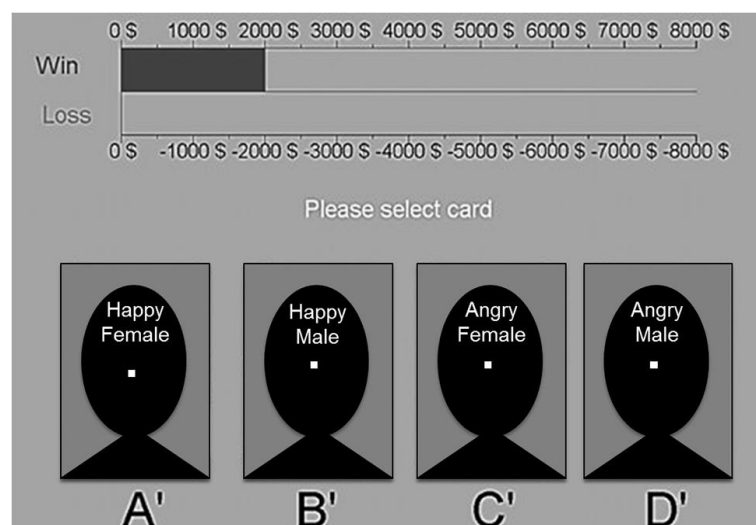 0 $ 1000 $ 2000 $ 3000 $ 4000 $ 5000 $ 6000 $ 7000 $ 8000 $
Win
Loss
0 $ -1000 $ -2000 $ -3000 $ -4000 $ -5000 $ -6000 $ -7000 $ -8000 $
Please select card
Happy
Female
Happy
Male
Angry
Female
Angry
Male
A' B' C' D'